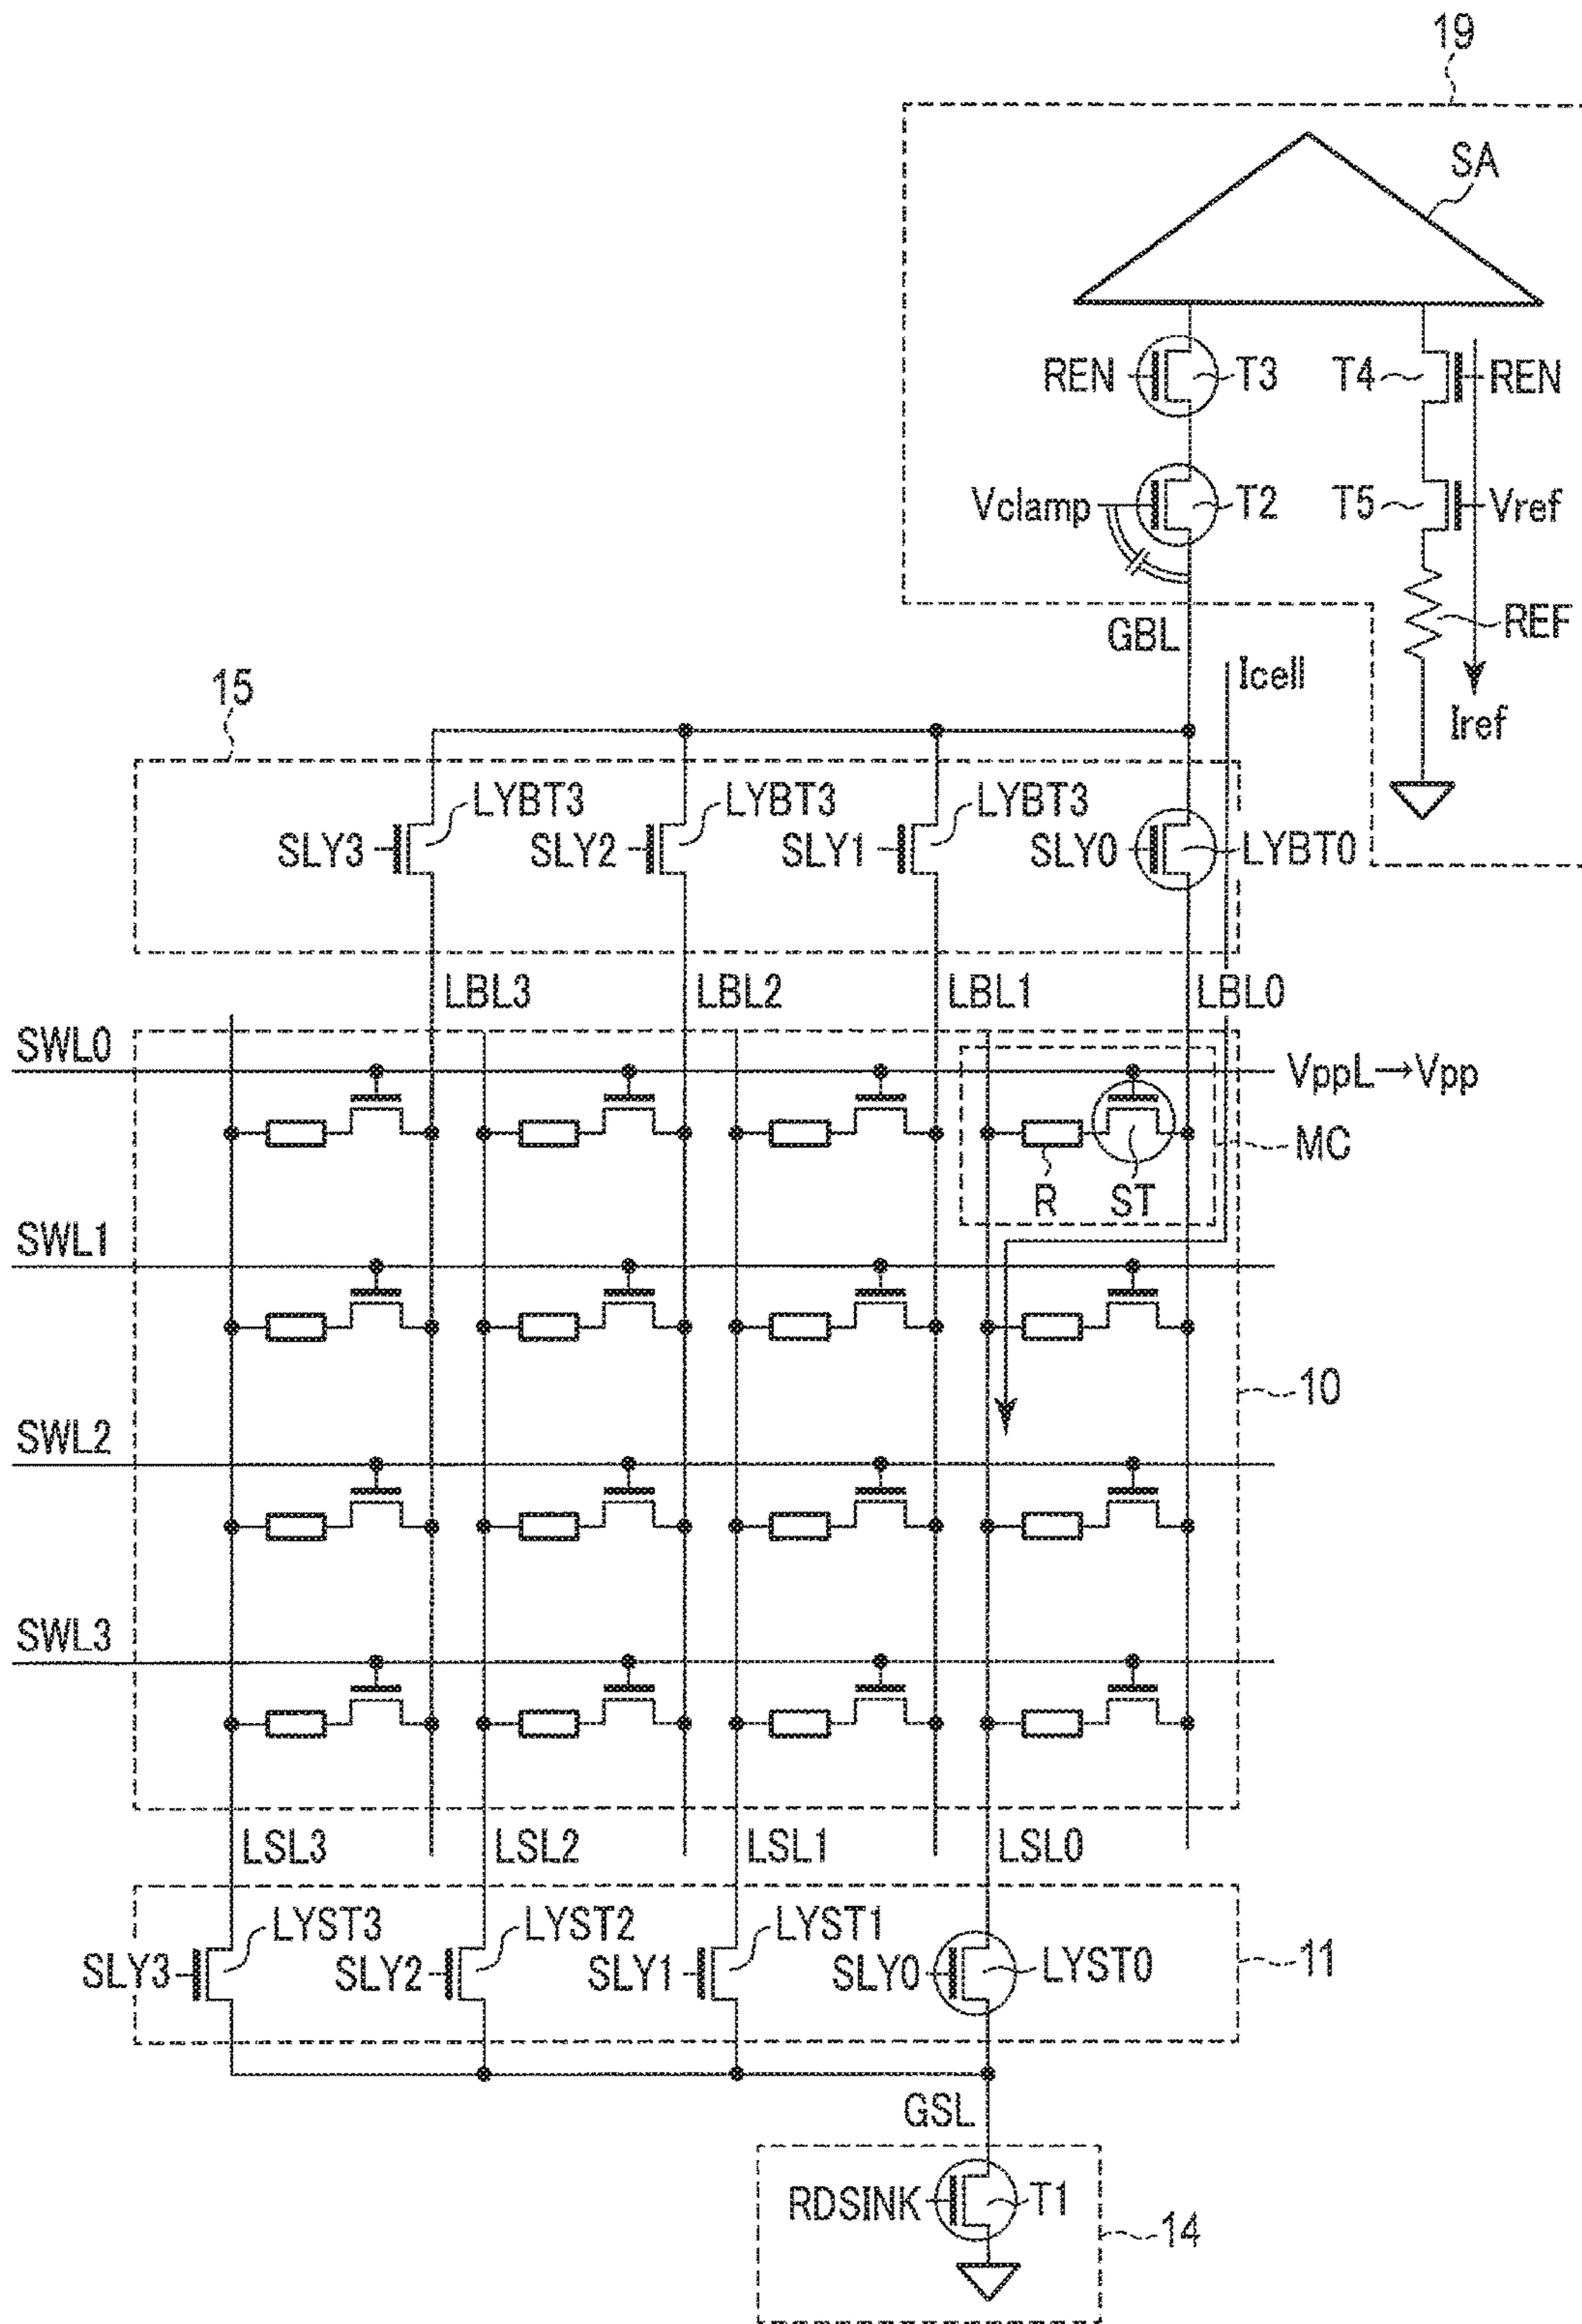 19
SA
REN
T3
T4
REN
Vclamp
T2
T5
Vref
REF
GBL
Icell
Iref
15
LYBT3
LYBT3
LYBT3
SLY3
SLY2
SLY1
SLY0
LYBT0
LBL3
LBL2
LBL1
LBL0
SWL0
VppL→Vpp
MC
R
ST
SWL1
10
SWL2
SWL3
LSL3
LSL2
LSL1
LSL0
LYST3
LYST2
LYST1
SLY3
SLY2
SLY1
SLY0
LYST0
11
GSL
RDSINK
T1
14